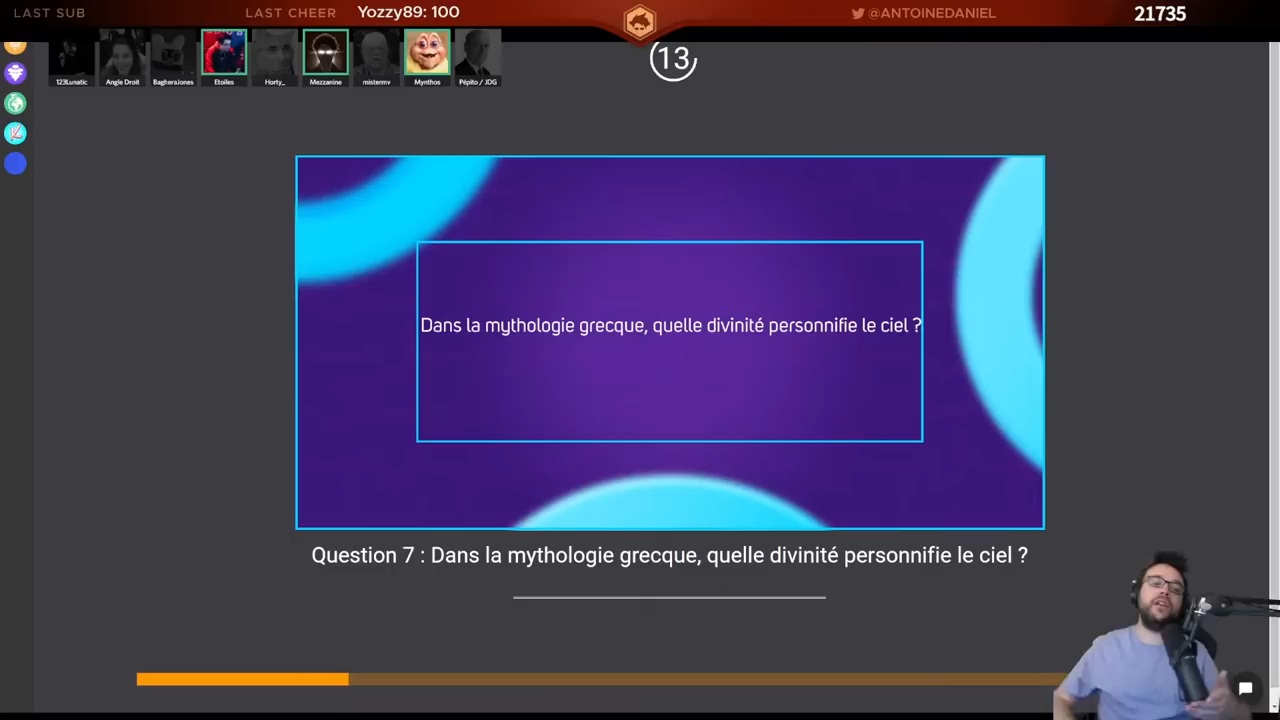 LAST SUB
LAST CHEER
Yozzy89: 100
@ANTOINEDANIEL
21735
123Lunatic
Angle Droit
BagheraJones
Etoiles
Horty_
Mezzanine
mistermv
Mynthos
Pépito / JDG
13
Dans la mythologie grecque, quelle divinité personnifie le ciel ?
Question 7 : Dans la mythologie grecque, quelle divinité personnifie le ciel ?